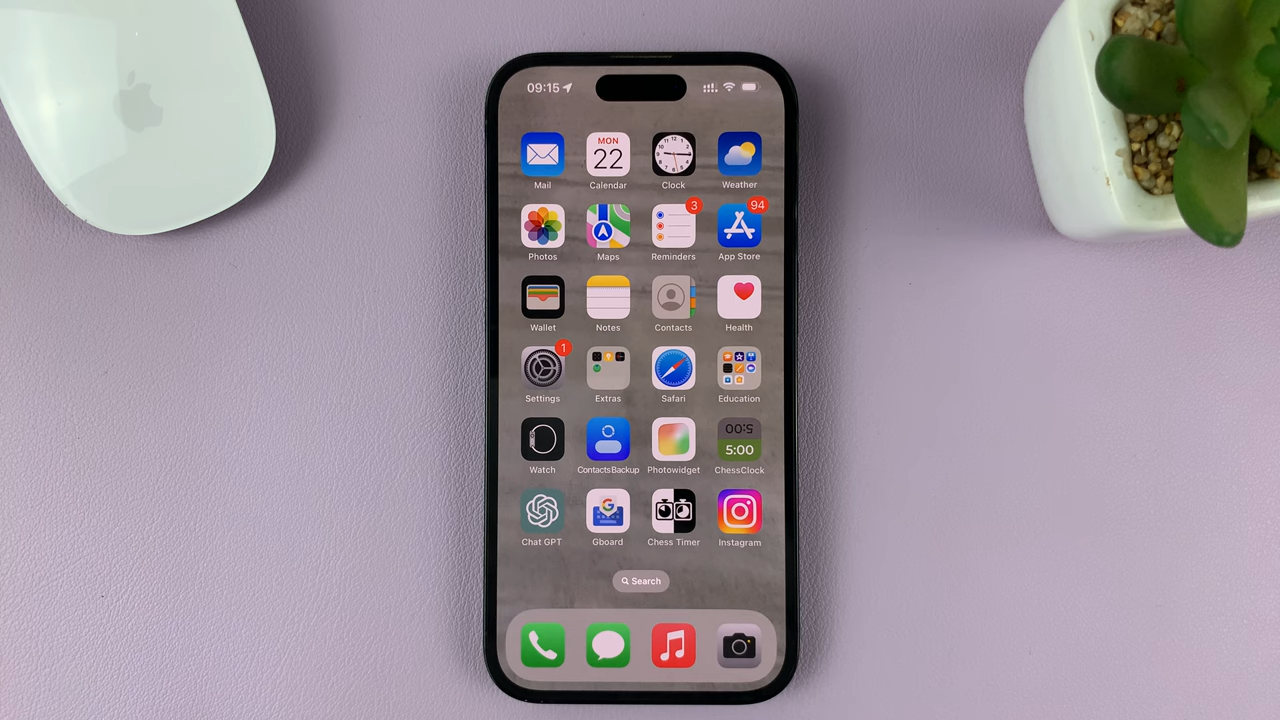 09:15
MON
22
Mail
Calendar
Clock
Weather
3
94
Photos
Maps
Reminders
App Store
Wallet
Notes
Contacts
Health
1
Settings
Extras
Safari
Education
5:00
5:00
Watch
ContactsBackup
Photowidget
ChessClock
G
Chat GPT
Gboard
Chess Timer
Instagram
Search